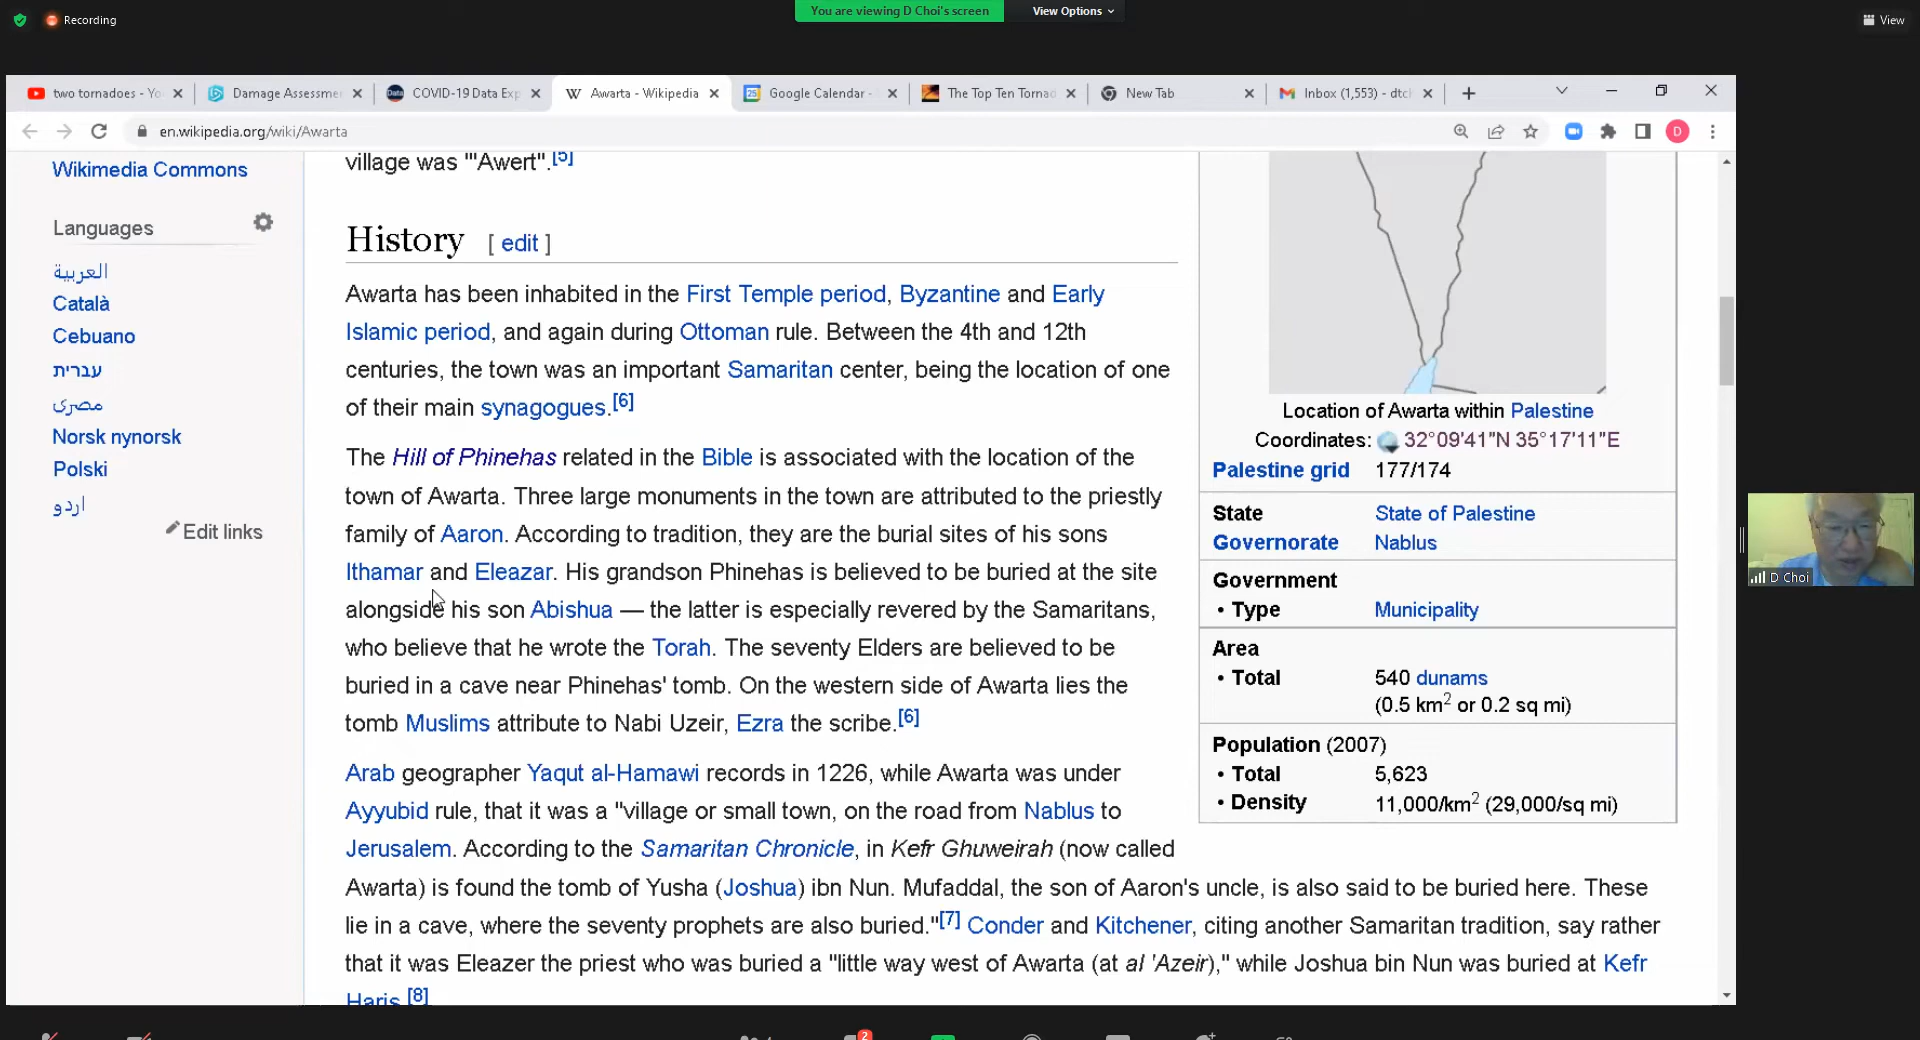 Recording
You are viewing D Choi's screen
View Options
View
two tornadoes - Yo
Damage Assessme
COVID-19 Data Exp
Awarta - Wikipedia
Google Calendar -
The Top Ten Tornad
New Tab
Inbox (1,553) - dtc
en.wikipedia.org/wiki/Awarta
D
Wikimedia Commons
Languages
العربية
Català
Cebuano
עברית
مصرى
Norsk nynorsk
Polski
اردو
Edit links
village was "'Awert".[5]
History [ edit ]
Awarta has been inhabited in the First Temple period, Byzantine and Early
Islamic period, and again during Ottoman rule. Between the 4th and 12th
centuries, the town was an important Samaritan center, being the location of one
of their main synagogues.[6]
The Hill of Phinehas related in the Bible is associated with the location of the
town of Awarta. Three large monuments in the town are attributed to the priestly
family of Aaron. According to tradition, they are the burial sites of his sons
Ithamar and Eleazar. His grandson Phinehas is believed to be buried at the site
alongside his son Abishua — the latter is especially revered by the Samaritans,
who believe that he wrote the Torah. The seventy Elders are believed to be
buried in a cave near Phinehas' tomb. On the western side of Awarta lies the
tomb Muslims attribute to Nabi Uzeir, Ezra the scribe.[6]
Arab geographer Yaqut al-Hamawi records in 1226, while Awarta was under
Ayyubid rule, that it was a "village or small town, on the road from Nablus to
Jerusalem. According to the Samaritan Chronicle, in Kefr Ghuweirah (now called
Awarta) is found the tomb of Yusha (Joshua) ibn Nun. Mufaddal, the son of Aaron's uncle, is also said to be buried here. These
lie in a cave, where the seventy prophets are also buried."[7] Conder and Kitchener, citing another Samaritan tradition, say rather
that it was Eleazer the priest who was buried a "little way west of Awarta (at al 'Azeir)," while Joshua bin Nun was buried at Kefr
Haris.[8]
Location of Awarta within Palestine
Coordinates: 32°09′41″N 35°17′11″E
Palestine grid 177/174
State State of Palestine
Governorate Nablus
Government
• Type Municipality
Area
• Total 540 dunams
(0.5 km2 or 0.2 sq mi)
Population (2007)
• Total 5,623
• Density 11,000/km2 (29,000/sq mi)
D Choi
2